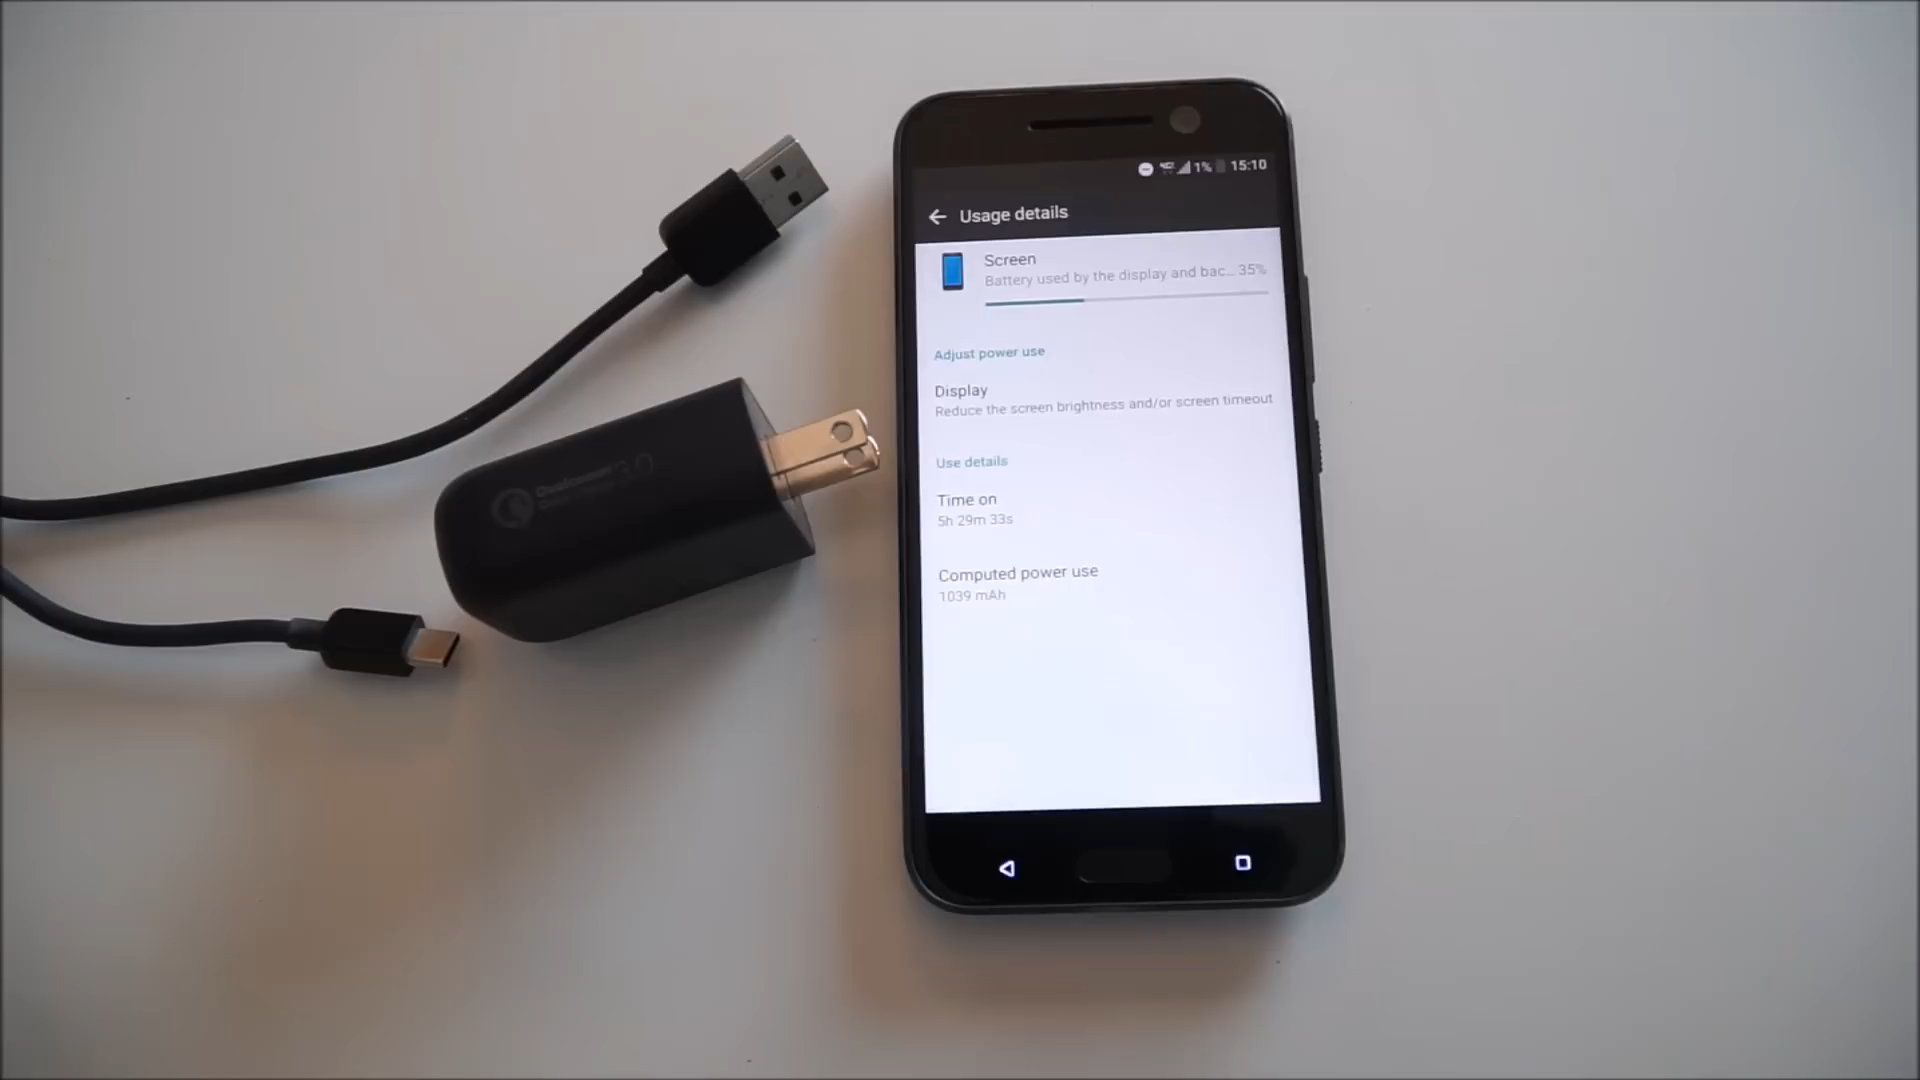 1% 15:10
Usage details
Screen
Battery used by the display and bac... 35%
Adjust power use
Display
Reduce the screen brightness and/or screen timeout
Use details
Time on
5h 29m 33s
Computed power use
1039 mAh
Qualcomm